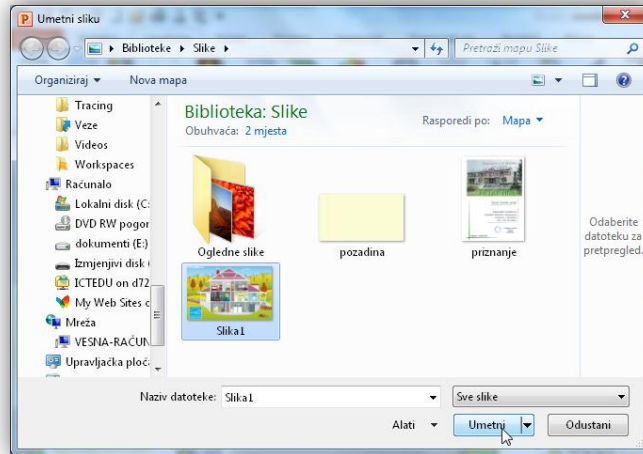 Umetni sliku
Biblioteke Slike
Pretraži mapu Slike
Organiziraj Nova mapa
Tracing
Veze
Videos
Workspaces
Računalo
Lokalni disk (C:
DVD RW pogor
dokumenti (E:)
Izmjenjivi disk (
ICTEDU on d72
My Web Sites c
Mreža
VESNA-RAČUN
Upravljačka ploč
Biblioteka: Slike
Obuhvaća: 2 mjesta
Rasporedi po: Mapa
Ogledne slike
pozadina
priznanje
Slika1
Odaberite
datoteku za
pretpregled.
Naziv datoteke: Slika1
Sve slike
Alati Umetni Odustani